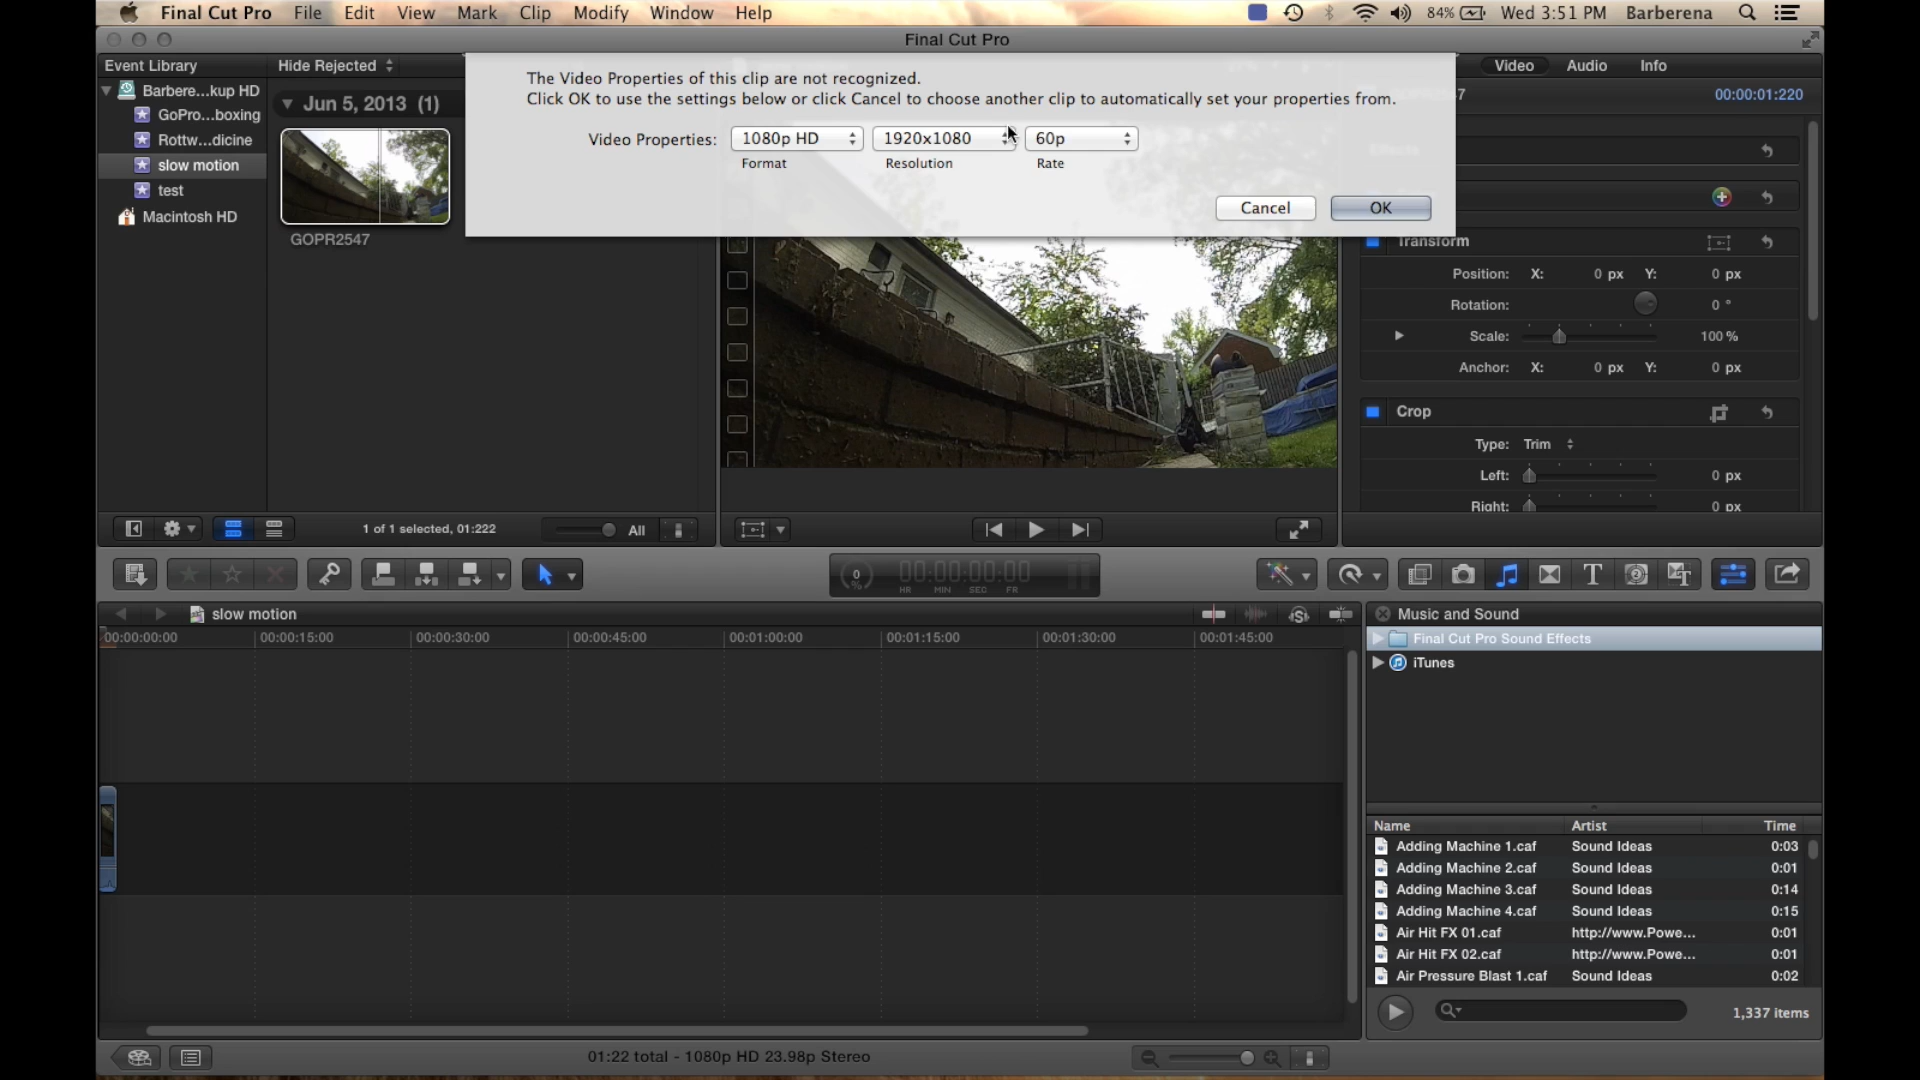 Final Cut Pro File Edit View Mark Clip Modify Window Help 84% Wed 3:51 PM Barberena
Final Cut Pro
Event Library Hide Rejected
Video Audio Info
The Video Properties of this clip are not recognized.
Click OK to use the settings below or click Cancel to choose another clip to automatically set your properties from.
Video Properties: 1080p HD 1920x1080 60p
Format Resolution Rate
Cancel OK
Barbere...kup HD
GoPro...boxing
Rottw...dicine
slow motion
test
Macintosh HD
Jun 5, 2013 (1)
GOPR2547
7 00:00:01:220
Effects
Transform
Position: X: 0 px Y: 0 px
Rotation: 0 °
Scale: 100 %
Anchor: X: 0 px Y: 0 px
Crop
Type: Trim
Left: 0 px
Right: 0 px
1 of 1 selected, 01:222 All
0 % 00:00:00:00
HR MIN SEC FR
slow motion
00:00:00:00 00:00:15:00 00:00:30:00 00:00:45:00 00:01:00:00 00:01:15:00 00:01:30:00 00:01:45:00
Music and Sound
Final Cut Pro Sound Effects
iTunes
Name Artist Time
Adding Machine 1.caf Sound Ideas 0:03
Adding Machine 2.caf Sound Ideas 0:01
Adding Machine 3.caf Sound Ideas 0:14
Adding Machine 4.caf Sound Ideas 0:15
Air Hit FX 01.caf http://www.Powe... 0:01
Air Hit FX 02.caf http://www.Powe... 0:01
Air Pressure Blast 1.caf Sound Ideas 0:02
1,337 items
01:22 total - 1080p HD 23.98p Stereo